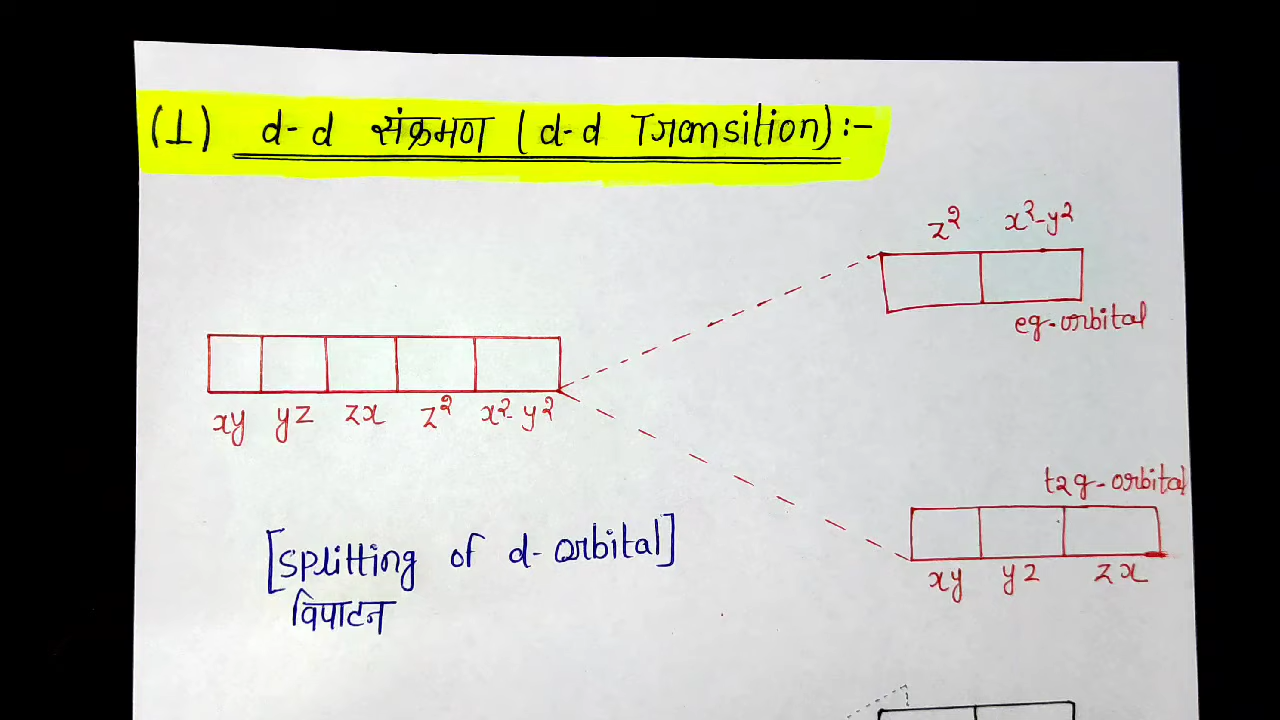 (1) d-d संक्रमण (d-d Transition):-
z² x²-y²
eg-orbital
xy yz zx z² x²-y²
t2g-orbital
xy yz zx
[Splitting of d-orbital]
विपाटन